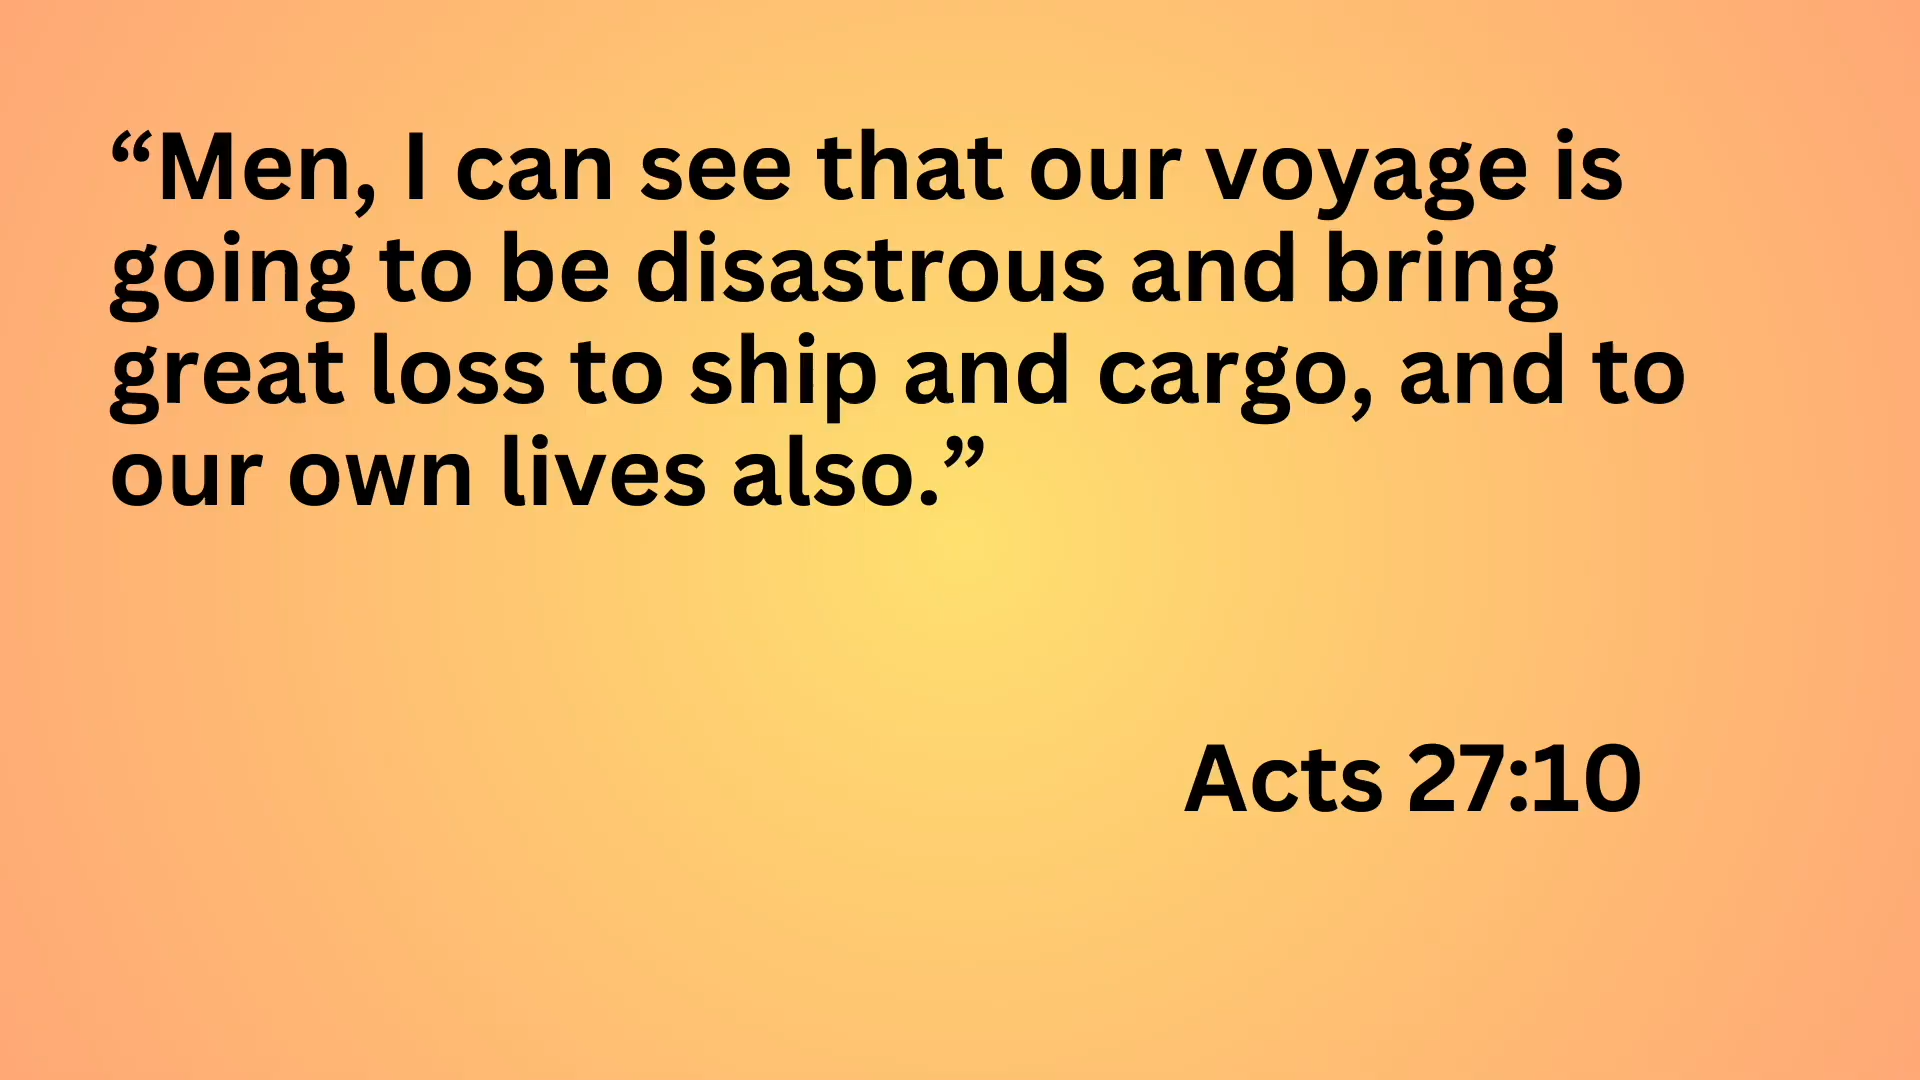 “Men, I can see that our voyage is
going to be disastrous and bring
great loss to ship and cargo, and to
our own lives also.”
Acts 27:10